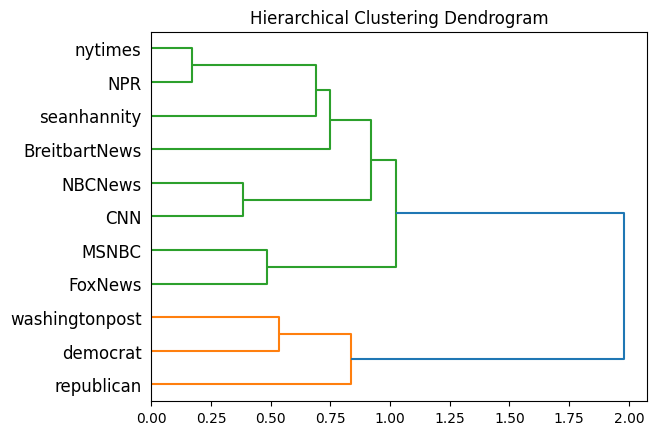 Hierarchical Clustering Dendrogram
nytimes
NPR
seanhannity
BreitbartNews
NBCNews
CNN
MSNBC
FoxNews
washingtonpost
democrat
republican
0.00 0.25 0.50 0.75 1.00 1.25 1.50 1.75 2.00